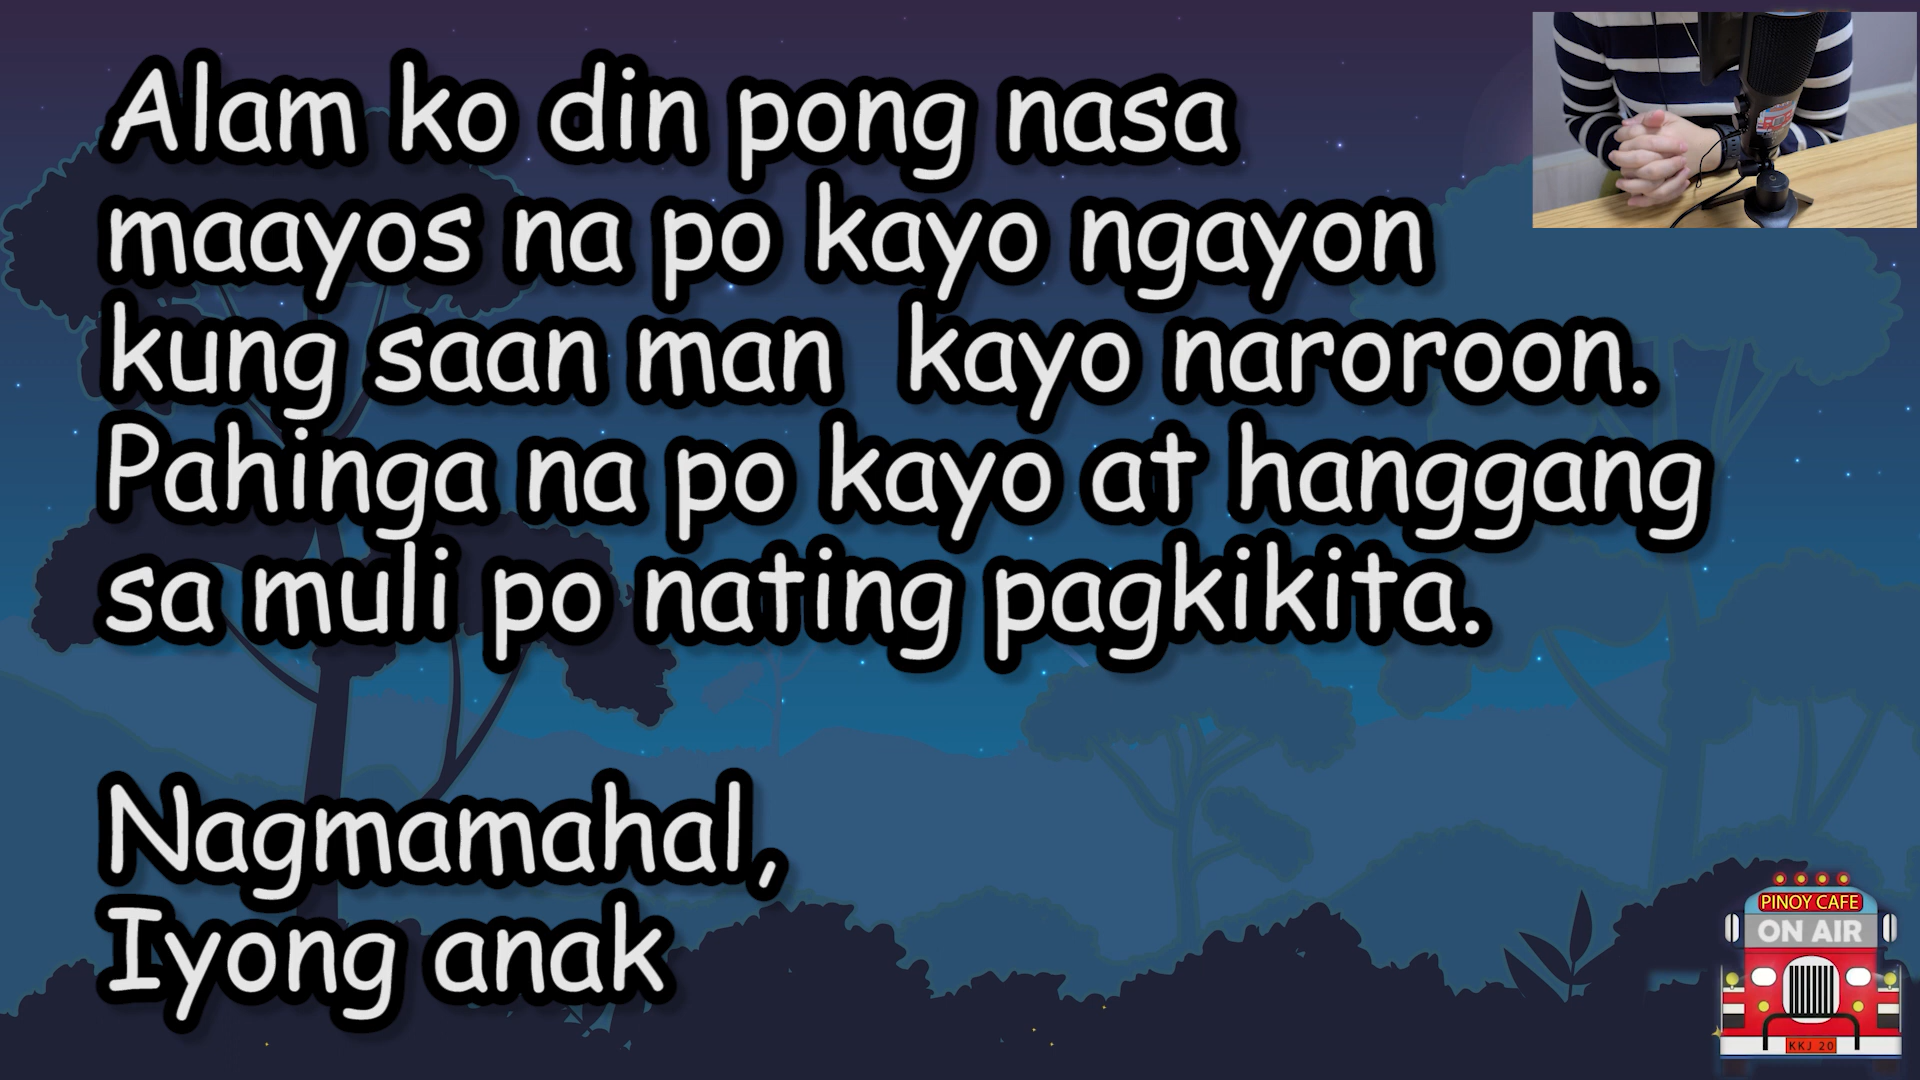 Alam ko din pong nasa
maayos na po kayo ngayon
kung saan man  kayo naroroon.
Pahinga na po kayo at hanggang
sa muli po nating pagkikita.
Nagmamahal,
Iyong anak
PINOY CAFE
ON AIR
KKJ 20